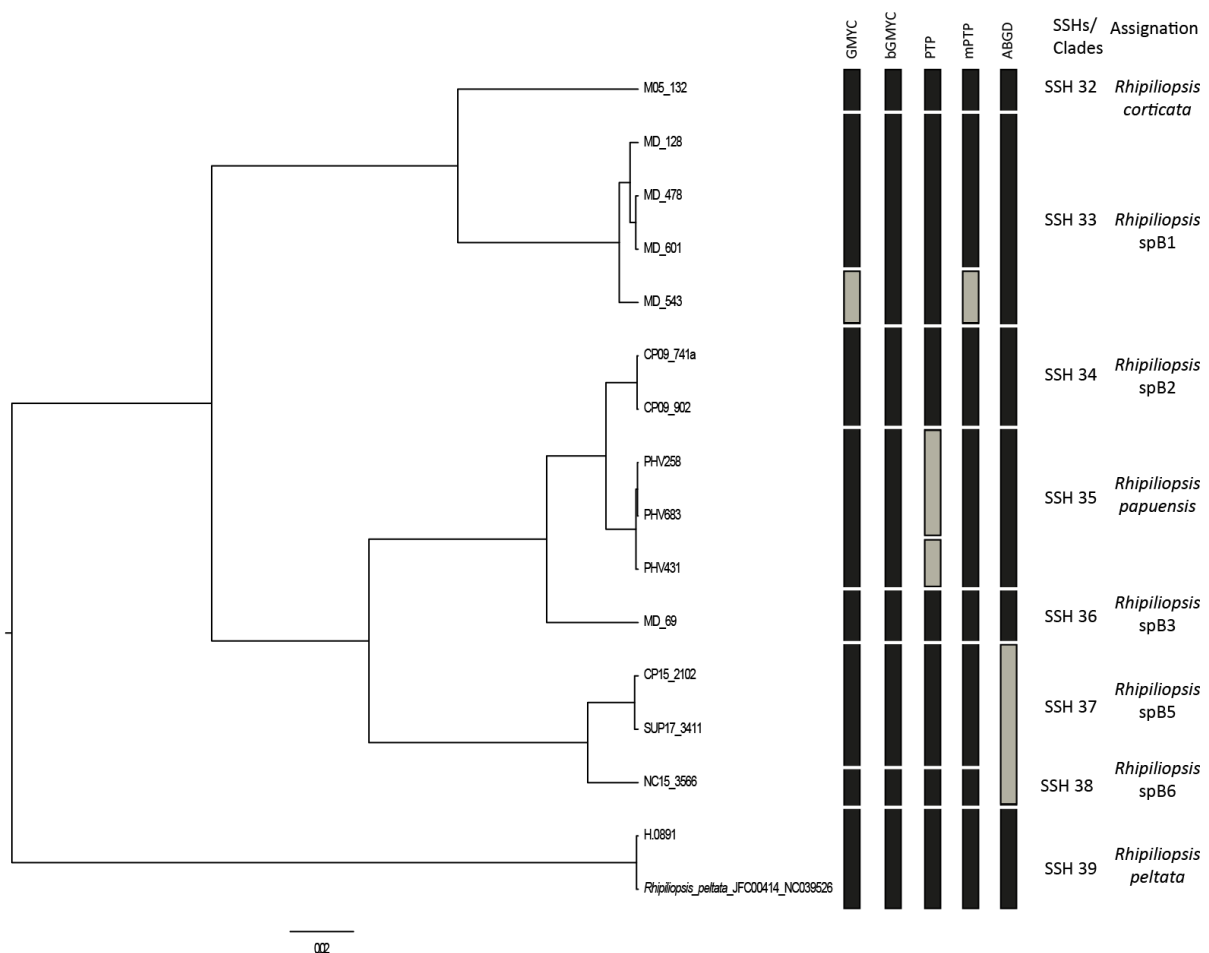 GMYC
bGMYC
PTP
mPTP
ABGD
SSHs/
Clades
Assignation
M05_132
SSH 32
Rhipiliopsis
corticata
MD_128
MD_478
MD_601
MD_543
SSH 33
Rhipiliopsis
spB1
CP09_741a
CP09_902
SSH 34
Rhipiliopsis
spB2
PHV258
PHV683
PHV431
SSH 35
Rhipiliopsis
papuensis
MD_69
SSH 36
Rhipiliopsis
spB3
CP15_2102
SUP17_3411
SSH 37
Rhipiliopsis
spB5
NC15_3566
SSH 38
Rhipiliopsis
spB6
H.0891
Rhipiliopsis_peltata_JFC00414_NC039526
SSH 39
Rhipiliopsis
peltata
002